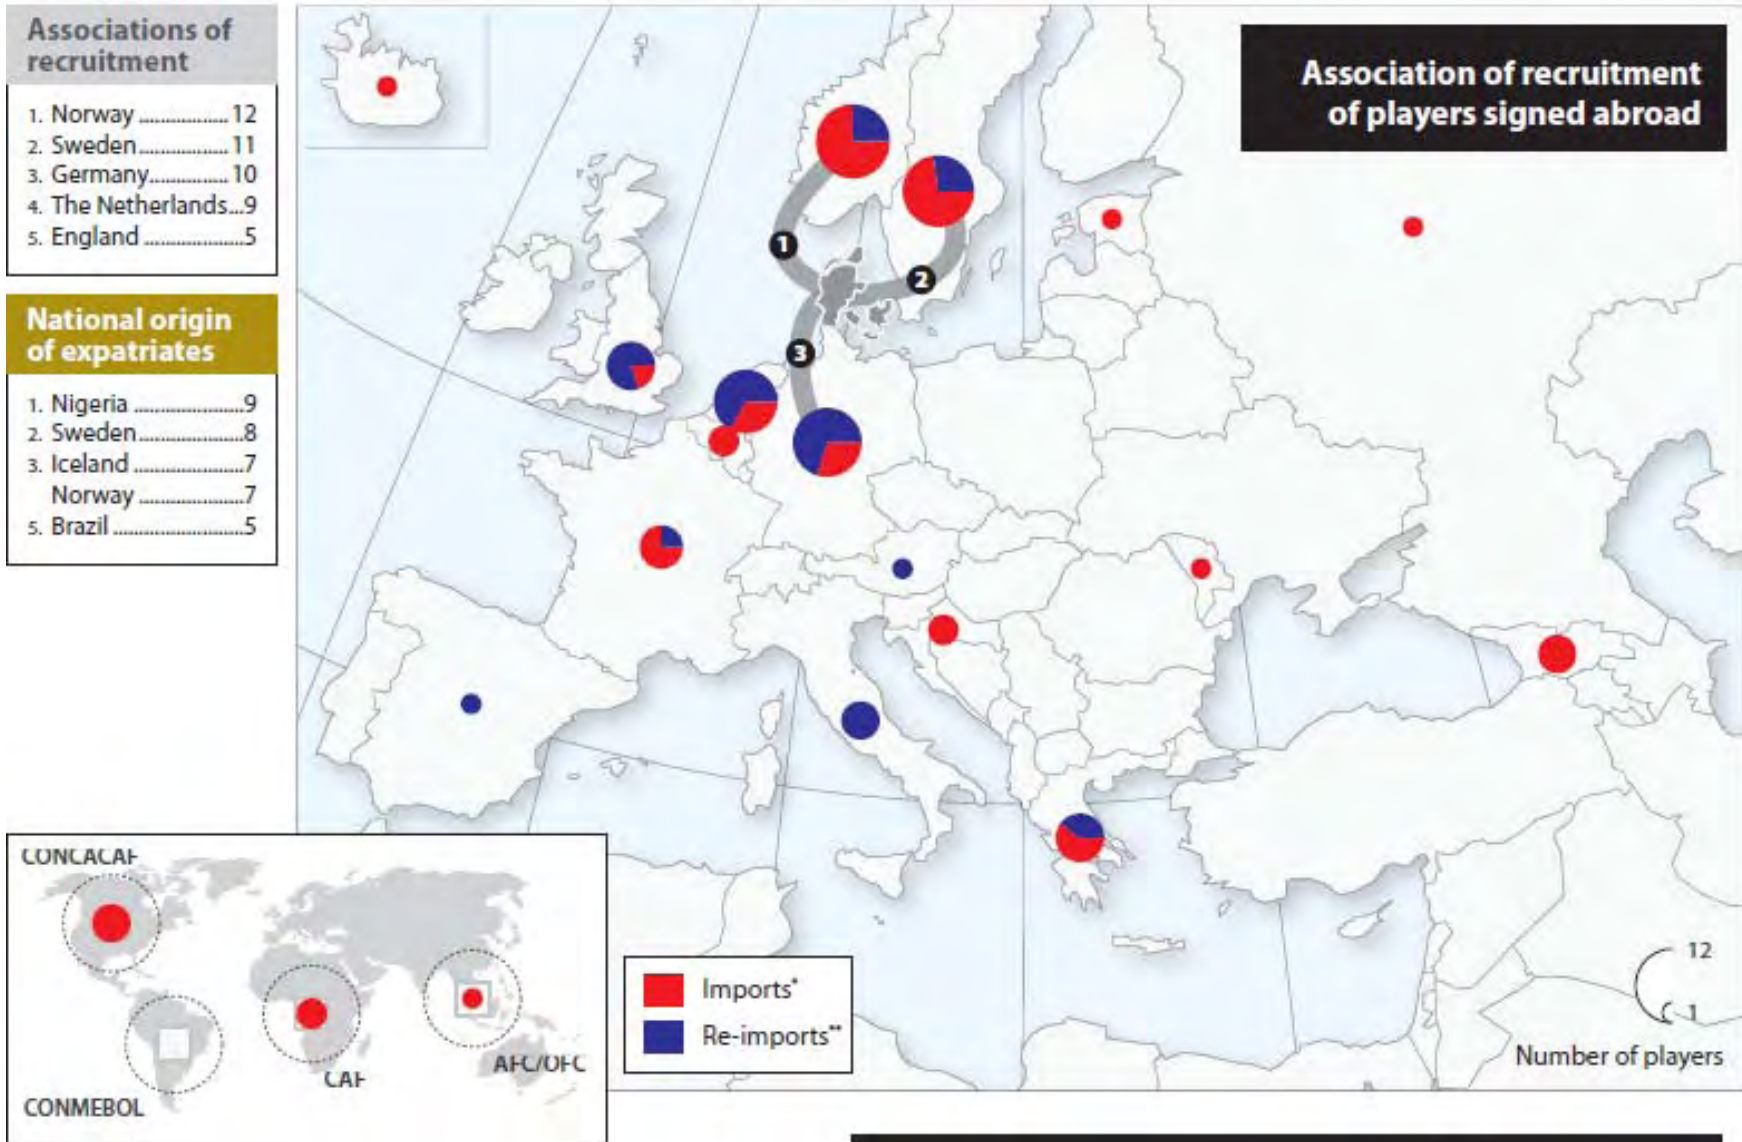 Associations of
recruitment
1. Norway ................. 12
2. Sweden ................. 11
3. Germany................ 10
4. The Netherlands...9
5. England ..................5
National origin
of expatriates
1. Nigeria .....................9
2. Sweden....................8
3. Iceland .....................7
Norway ....................7
5. Brazil ........................5
Association of recruitment
of players signed abroad
1
2
3
CONCACAF
CONMEBOL
CAF
AFC/OFC
Imports*
Re-imports**
12
1
Number of players